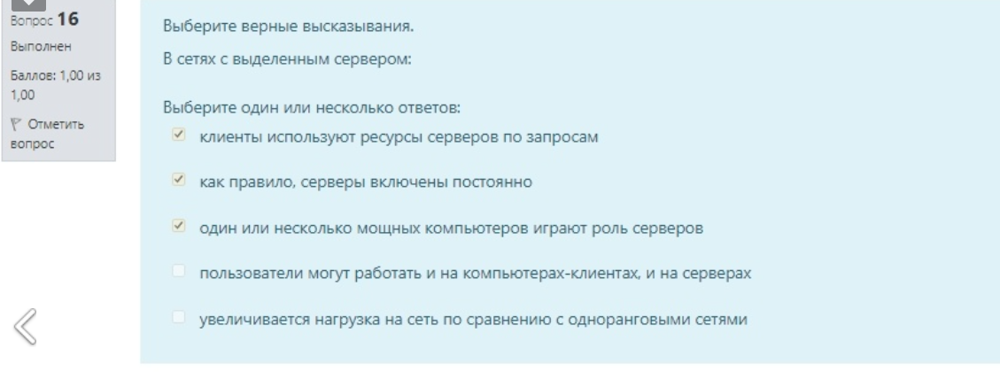 Вопрос 16
Выполнен
Баллов: 1,00 из
1,00
Отметить
вопрос
Выберите верные высказывания.
В сетях с выделенным сервером:
Выберите один или несколько ответов:
клиенты используют ресурсы серверов по запросам
как правило, серверы включены постоянно
один или несколько мощных компьютеров играют роль серверов
пользователи могут работать и на компьютерах-клиентах, и на серверах
увеличивается нагрузка на сеть по сравнению с одноранговыми сетями